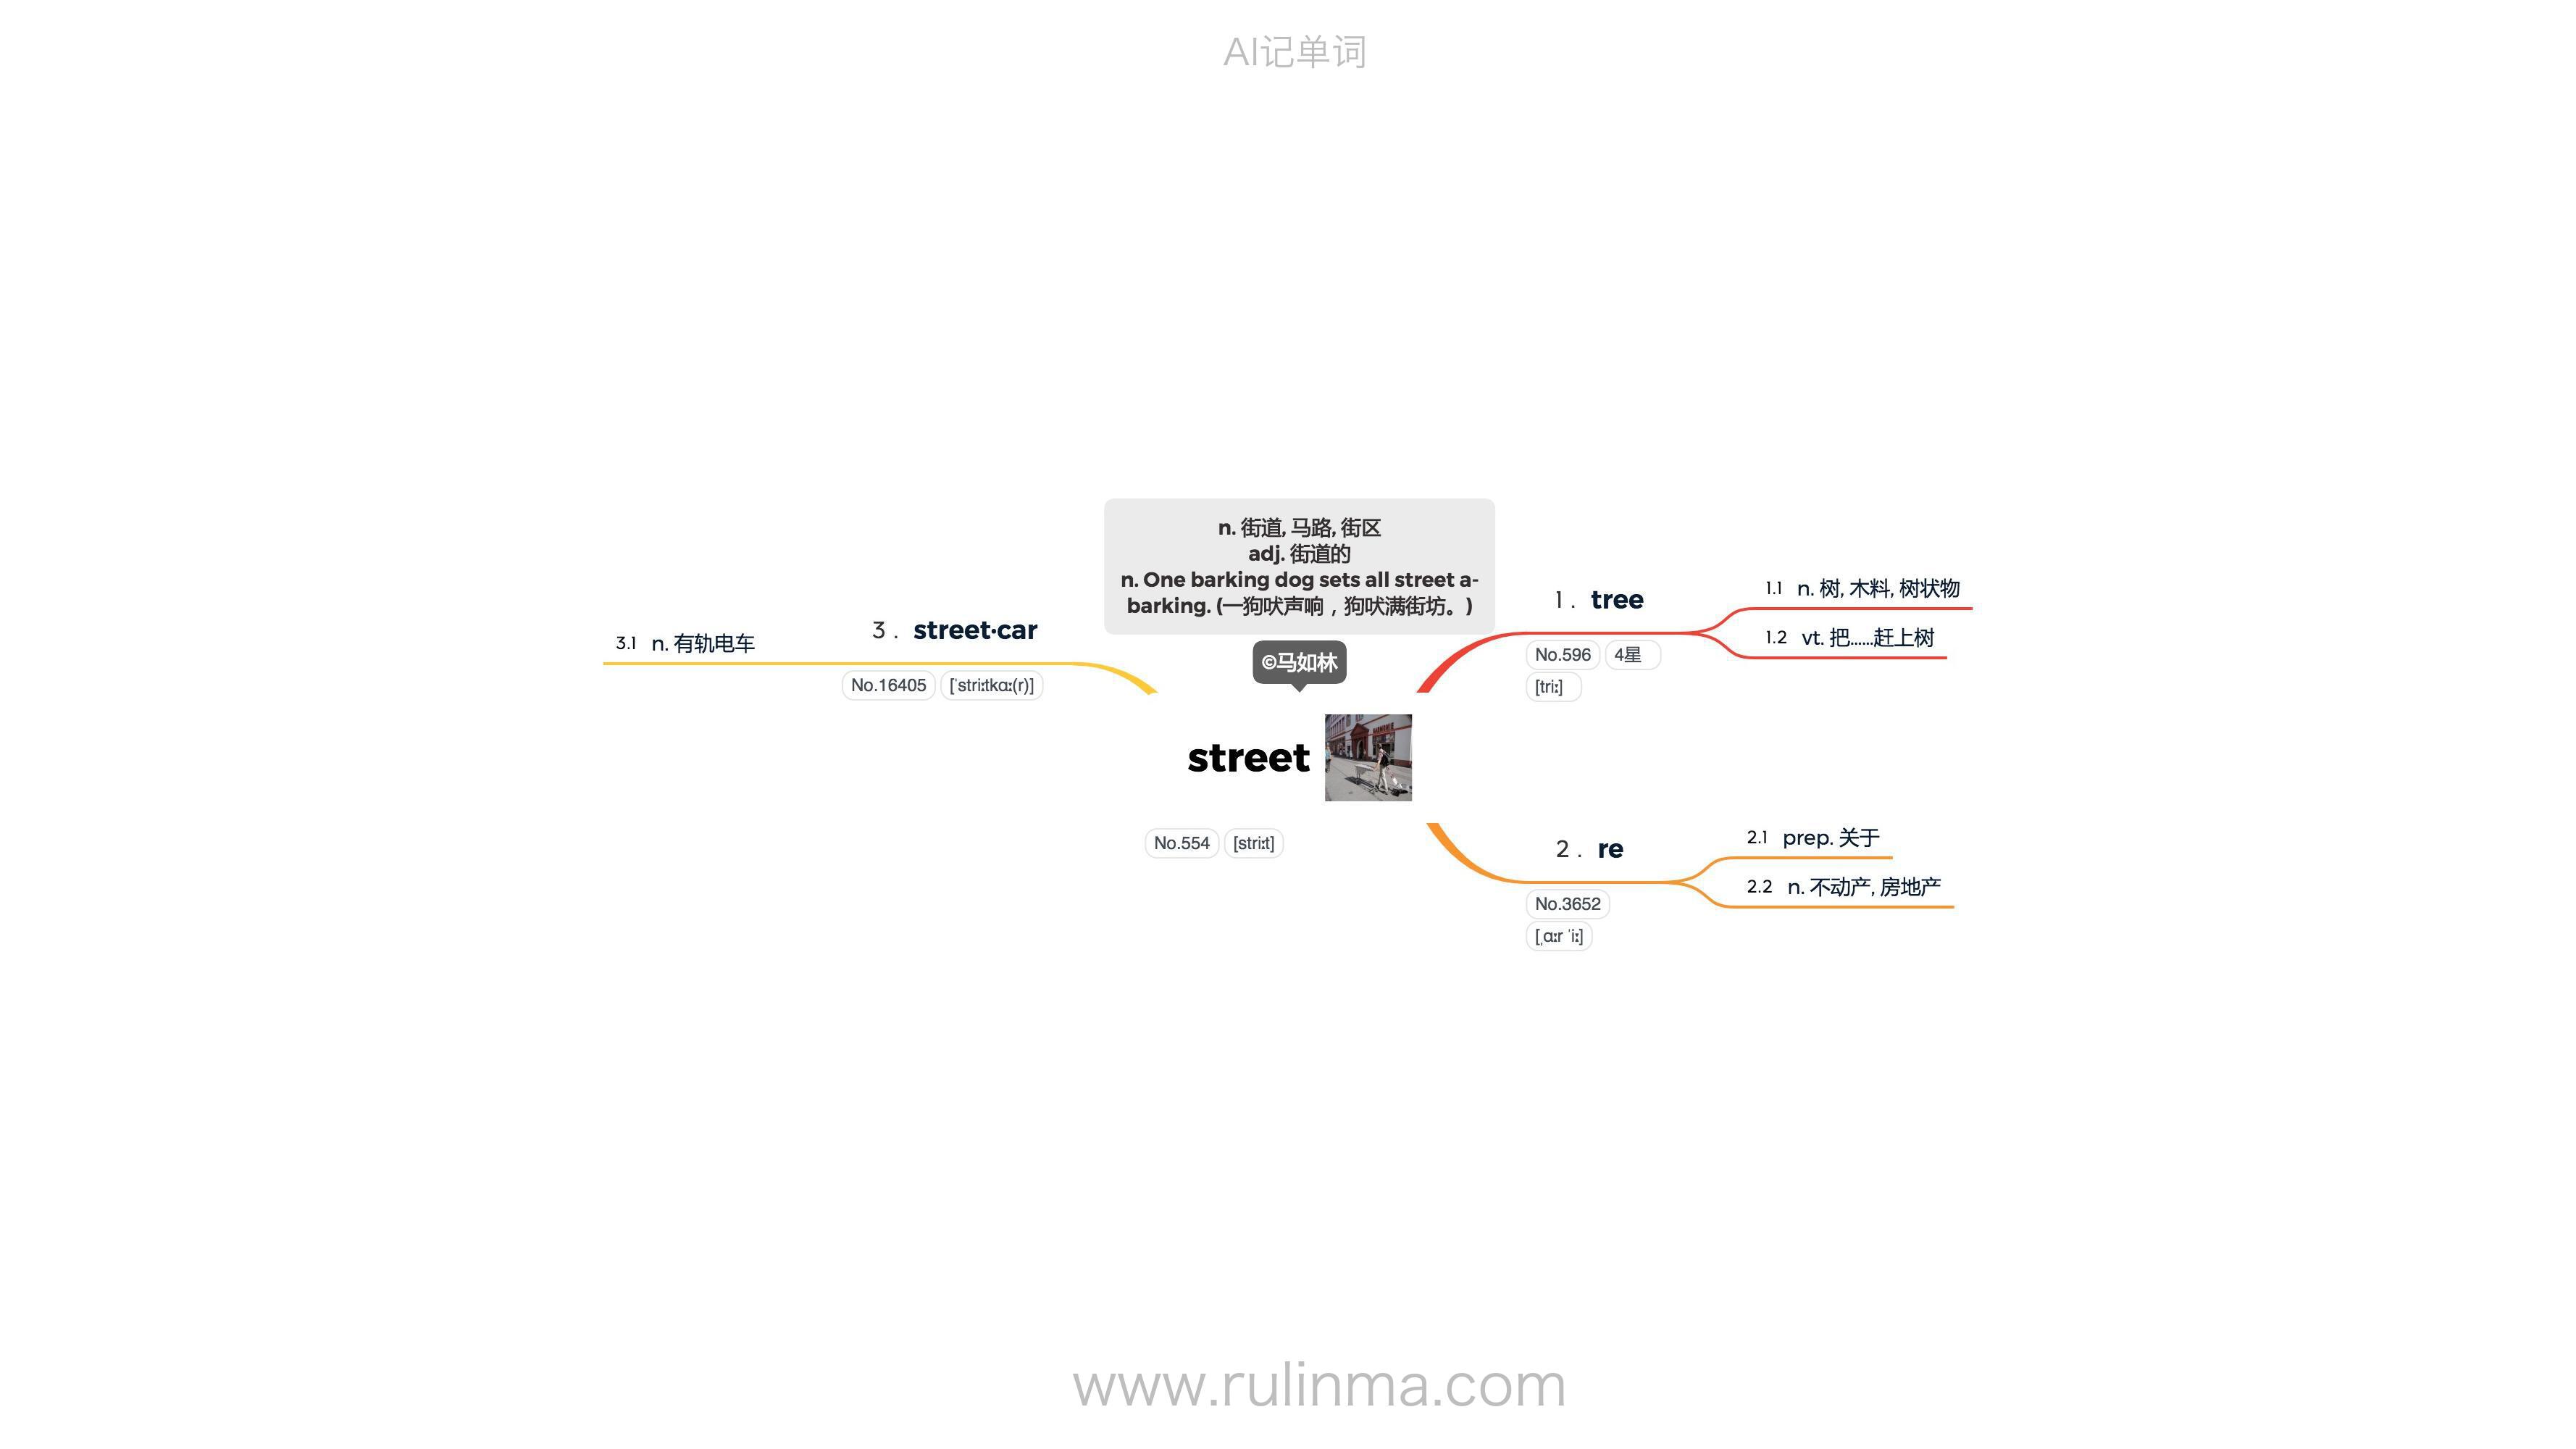 AI记单词
n. 街道, 马路, 街区
adj. 街道的
n. One barking dog sets all street a-
barking. (一狗吠声响，狗吠满街坊。)
©马如林
street
No.554 [striːt]
1. tree
No.596 4星
[triː]
1.1 n. 树, 木料, 树状物
1.2 vt. 把......赶上树
2. re
No.3652
[ˌɑːr ˈiː]
2.1 prep. 关于
2.2 n. 不动产, 房地产
3. street·car
No.16405 [ˈstriːtkɑː(r)]
3.1 n. 有轨电车
www.rulinma.com